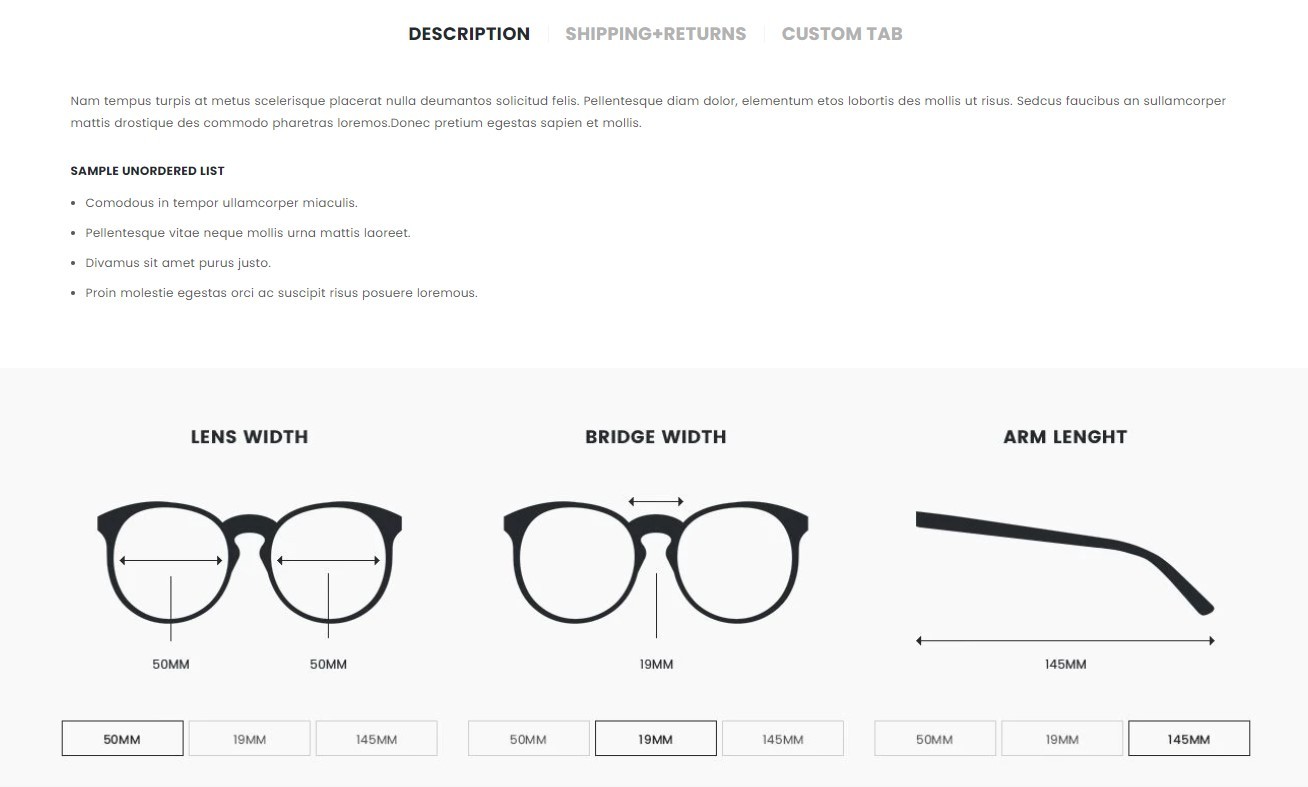 DESCRIPTION SHIPPING+RETURNS CUSTOM TAB
Nam tempus turpis at metus scelerisque placerat nulla deumantos solicitud felis. Pellentesque diam dolor, elementum etos lobortis des mollis ut risus. Sedcus faucibus an sullamcorper
mattis drostique des commodo pharetras loremos.Donec pretium egestas sapien et mollis.
SAMPLE UNORDERED LIST
• Comodous in tempor ullamcorper miaculis.
• Pellentesque vitae neque mollis urna mattis laoreet.
• Divamus sit amet purus justo.
• Proin molestie egestas orci ac suscipit risus posuere loremous.
LENS WIDTH
50MM 50MM
50MM 19MM 145MM
BRIDGE WIDTH
19MM
50MM 19MM 145MM
ARM LENGHT
145MM
50MM 19MM 145MM